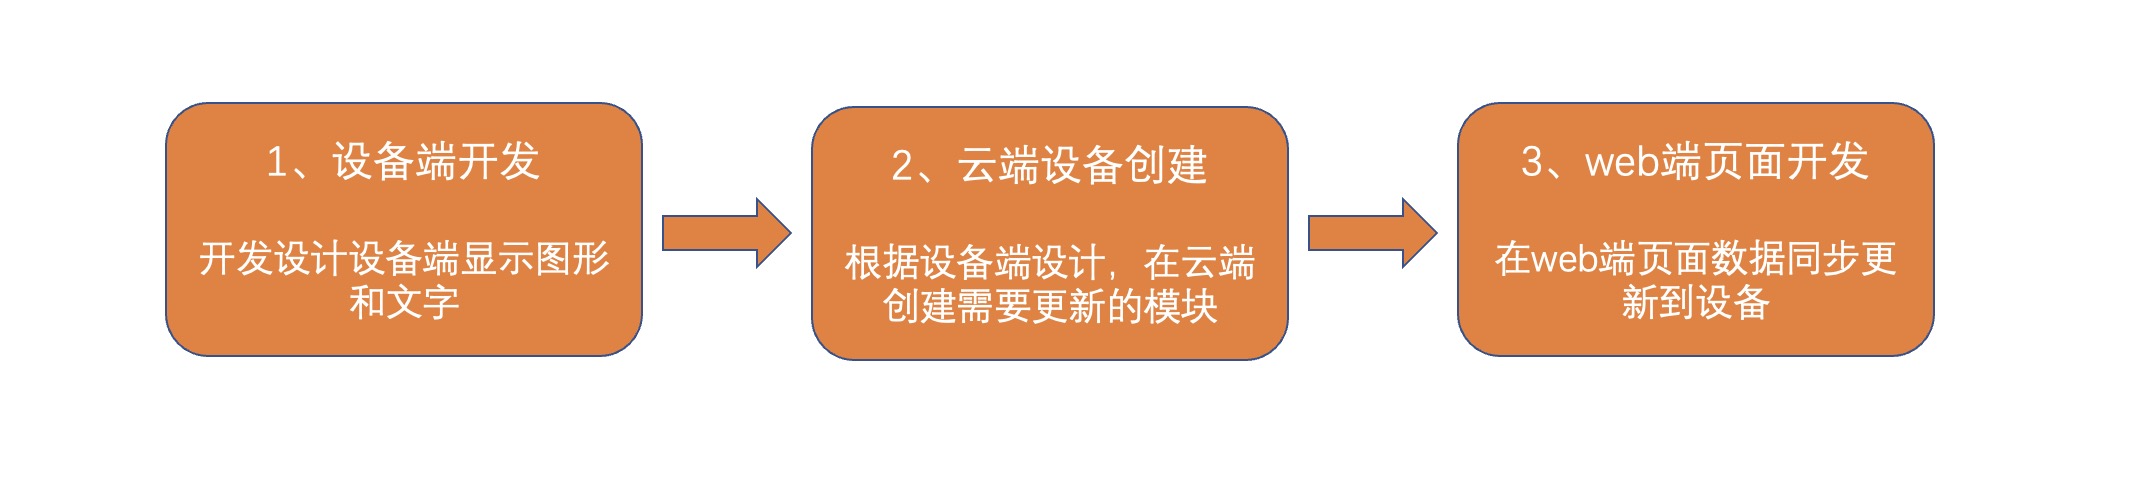 1、设备端开发
开发设计设备端显示图形
和文字
2、云端设备创建
根据设备端设计，在云端
创建需要更新的模块
3、web端页面开发
在web端页面数据同步更
新到设备